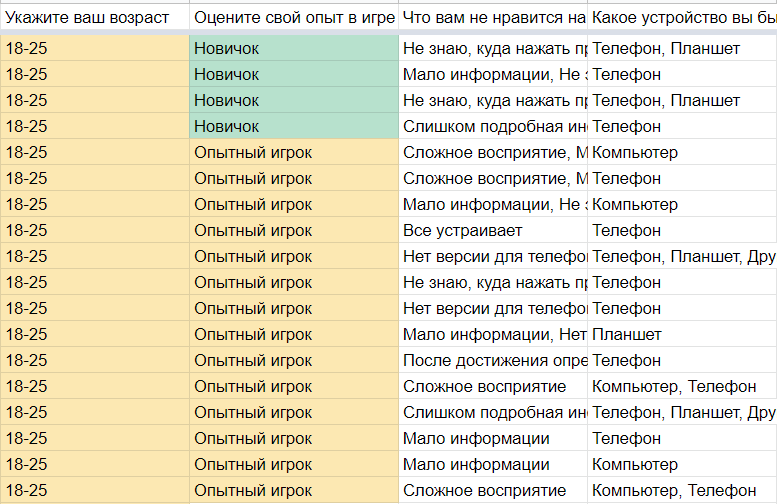 Укажите ваш возраст Оцените свой опыт в игре Что вам не нравится на Какое устройство вы бы
18-25 Новичок Не знаю, куда нажать пр Телефон, Планшет
18-25 Новичок Мало информации, Не з Телефон
18-25 Новичок Не знаю, куда нажать пр Телефон, Планшет
18-25 Новичок Слишком подробная ин Телефон
18-25 Опытный игрок Сложное восприятие, М Компьютер
18-25 Опытный игрок Сложное восприятие, М Телефон
18-25 Опытный игрок Мало информации, Не з Компьютер
18-25 Опытный игрок Все устраивает Телефон
18-25 Опытный игрок Нет версии для телефо Телефон, Планшет, Дру
18-25 Опытный игрок Не знаю, куда нажать пр Телефон
18-25 Опытный игрок Нет версии для телефо Телефон
18-25 Опытный игрок Мало информации, Нет Планшет
18-25 Опытный игрок После достижения опре Телефон
18-25 Опытный игрок Сложное восприятие Компьютер, Телефон
18-25 Опытный игрок Слишком подробная ин Телефон, Планшет, Дру
18-25 Опытный игрок Мало информации Телефон
18-25 Опытный игрок Мало информации Компьютер
18-25 Опытный игрок Сложное восприятие Компьютер, Телефон